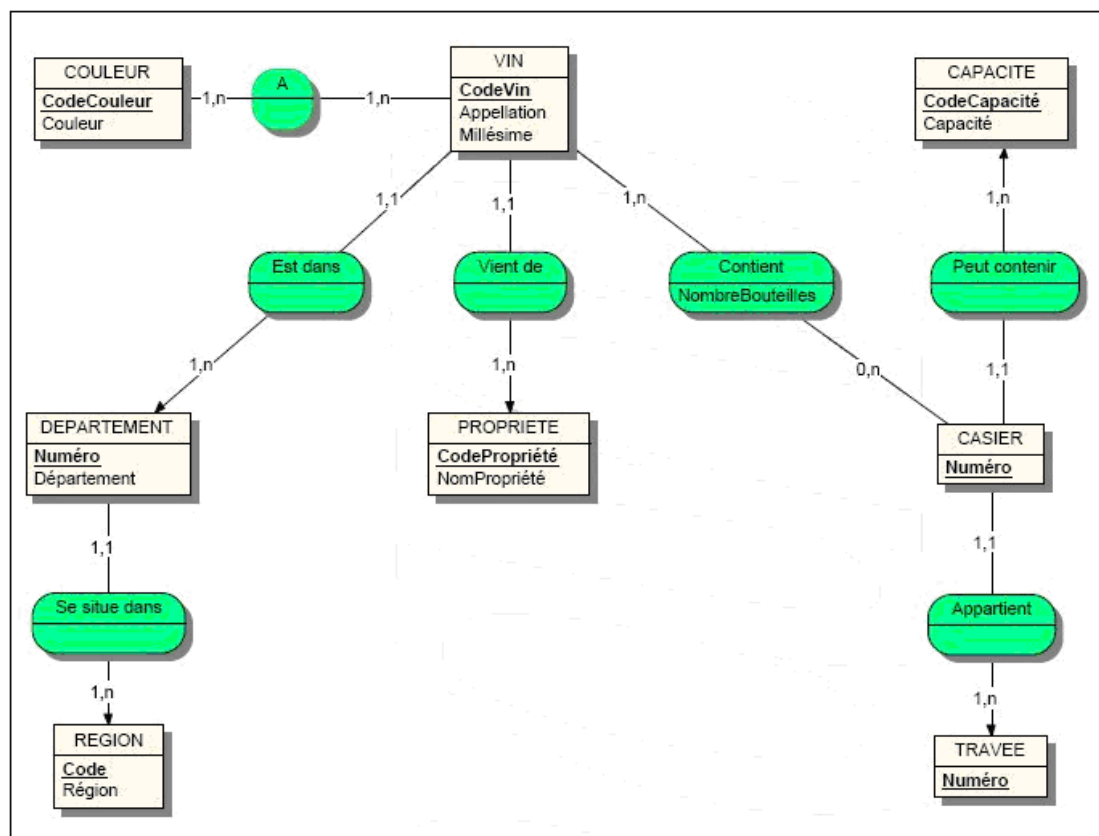 COULEUR
CodeCouleur
Couleur
1,n
A
1,n
VIN
CodeVin
Appellation
Millésime
CAPACITE
CodeCapacité
Capacité
1,1
1,1
1,n
1,n
Est dans
Vient de
Contient
NombreBouteilles
Peut contenir
1,n
1,n
0,n
1,1
DEPARTEMENT
Numéro
Département
PROPRIETE
CodePropriété
NomPropriété
CASIER
Numéro
1,1
1,1
Se situe dans
Appartient
1,n
1,n
REGION
Code
Région
TRAVEE
Numéro